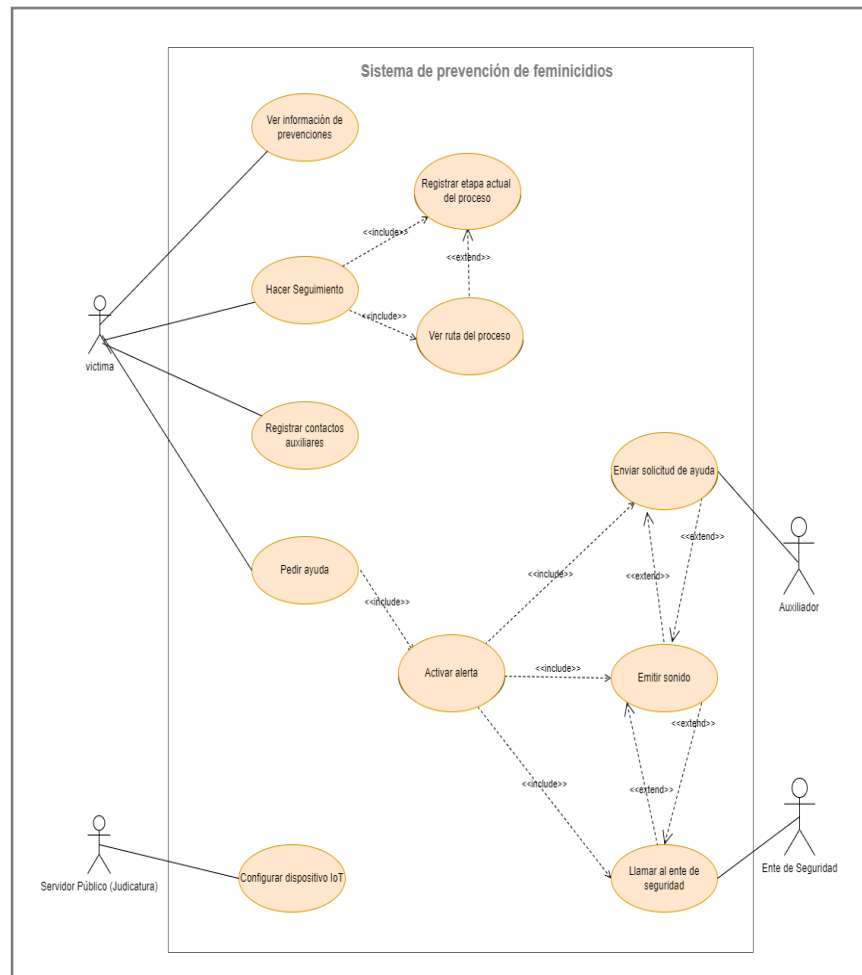 Sistema de prevención de feminicidios
Ver información de
prevenciones
Registrar etapa actual
del proceso
<<include>>
<<extend>>
Hacer Seguimiento
<<include>>
Ver ruta del proceso
victima
Registrar contactos
auxiliares
Enviar solicitud de ayuda
<<extend>>
Pedir ayuda
<<include>>
<<extend>>
<<include>>
Auxiliador
Activar alerta
<<include>>
Emitir sonido
<<extend>>
<<include>>
<<extend>>
Servidor Público (Judicatura)
Configurar dispositivo IoT
Llamar al ente de
seguridad
Ente de Seguridad